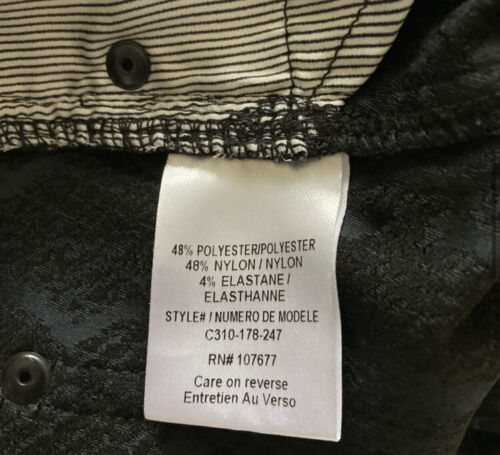 48% POLYESTER/POLYESTER
48% NYLON / NYLON
4% ELASTANE /
ELASTHANNE
STYLE# / NUMERO DE MODELE
C310-178-247
RN# 107677
Care on reverse
Entretien Au Verso